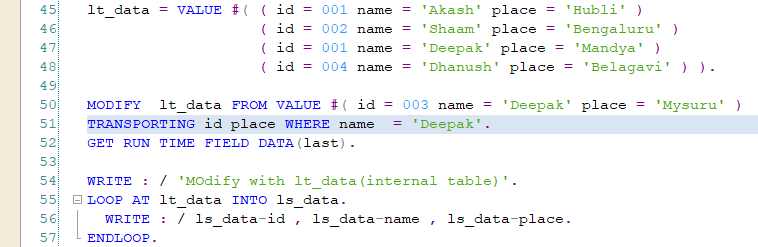 45 lt_data = VALUE #( ( id = 001 name = 'Akash' place = 'Hubli' )
46 ( id = 002 name = 'Shaam' place = 'Bengaluru' )
47 ( id = 001 name = 'Deepak' place = 'Mandya' )
48 ( id = 004 name = 'Dhanush' place = 'Belagavi' ) ).
49
50 MODIFY  lt_data FROM VALUE #( id = 003 name = 'Deepak' place = 'Mysuru' )
51 TRANSPORTING id place WHERE name  = 'Deepak'.
52 GET RUN TIME FIELD DATA(last).
53
54 WRITE : / 'MOdify with lt_data(internal table)'.
55 LOOP AT lt_data INTO ls_data.
56 WRITE : / ls_data-id , ls_data-name , ls_data-place.
57 ENDLOOP.